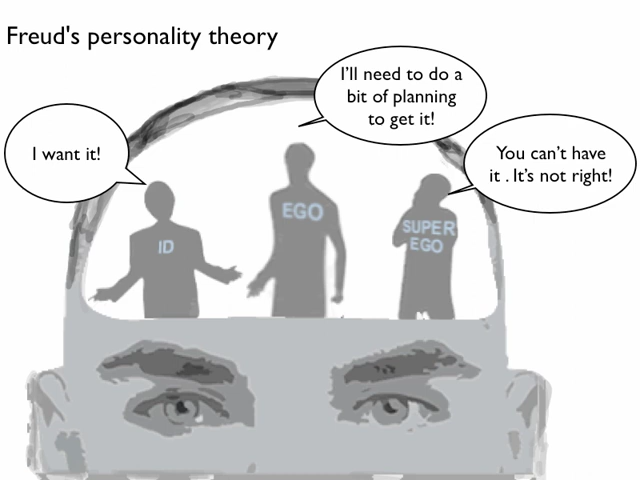 Freud's personality theory
I'll need to do a
bit of planning
to get it!
I want it!
You can't have
it . It's not right!
ID
EGO
SUPER
EGO